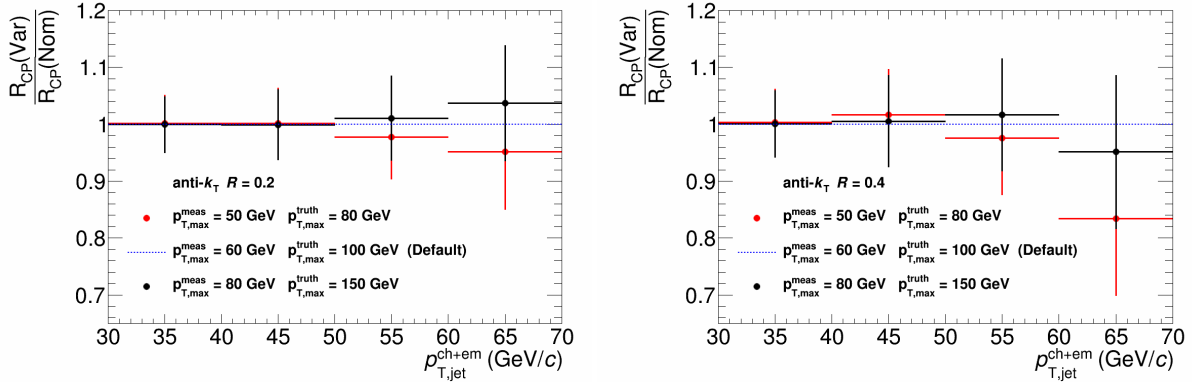 R_CP(Var)
R_CP(Nom)
1.2
1.1
1
0.9
0.8
0.7
anti-k_T R = 0.2
p_T,max^meas = 50 GeV p_T,max^truth = 80 GeV
p_T,max^meas = 60 GeV p_T,max^truth = 100 GeV (Default)
p_T,max^meas = 80 GeV p_T,max^truth = 150 GeV
30 35 40 45 50 55 60 65 70
p_T,jet^ch+em (GeV/c)
R_CP(Var)
R_CP(Nom)
1.2
1.1
1
0.9
0.8
0.7
anti-k_T R = 0.4
p_T,max^meas = 50 GeV p_T,max^truth = 80 GeV
p_T,max^meas = 60 GeV p_T,max^truth = 100 GeV (Default)
p_T,max^meas = 80 GeV p_T,max^truth = 150 GeV
30 35 40 45 50 55 60 65 70
p_T,jet^ch+em (GeV/c)